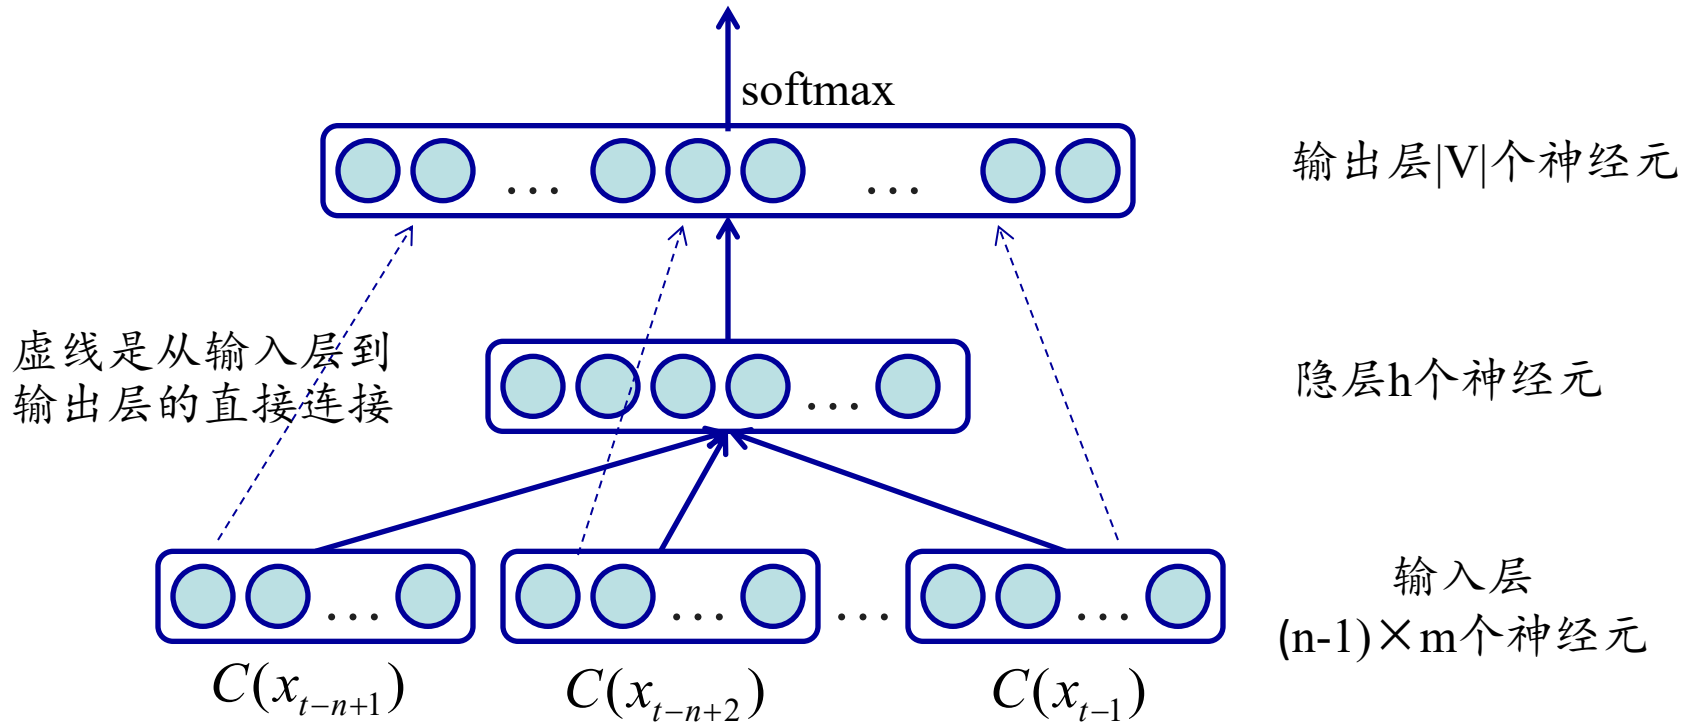 softmax
输出层|V|个神经元
虚线是从输入层到
输出层的直接连接
隐层h个神经元
... ...
...
... ... ... ...
输入层
(n-1)×m个神经元
C(x_{t-n+1}) C(x_{t-n+2}) C(x_{t-1})